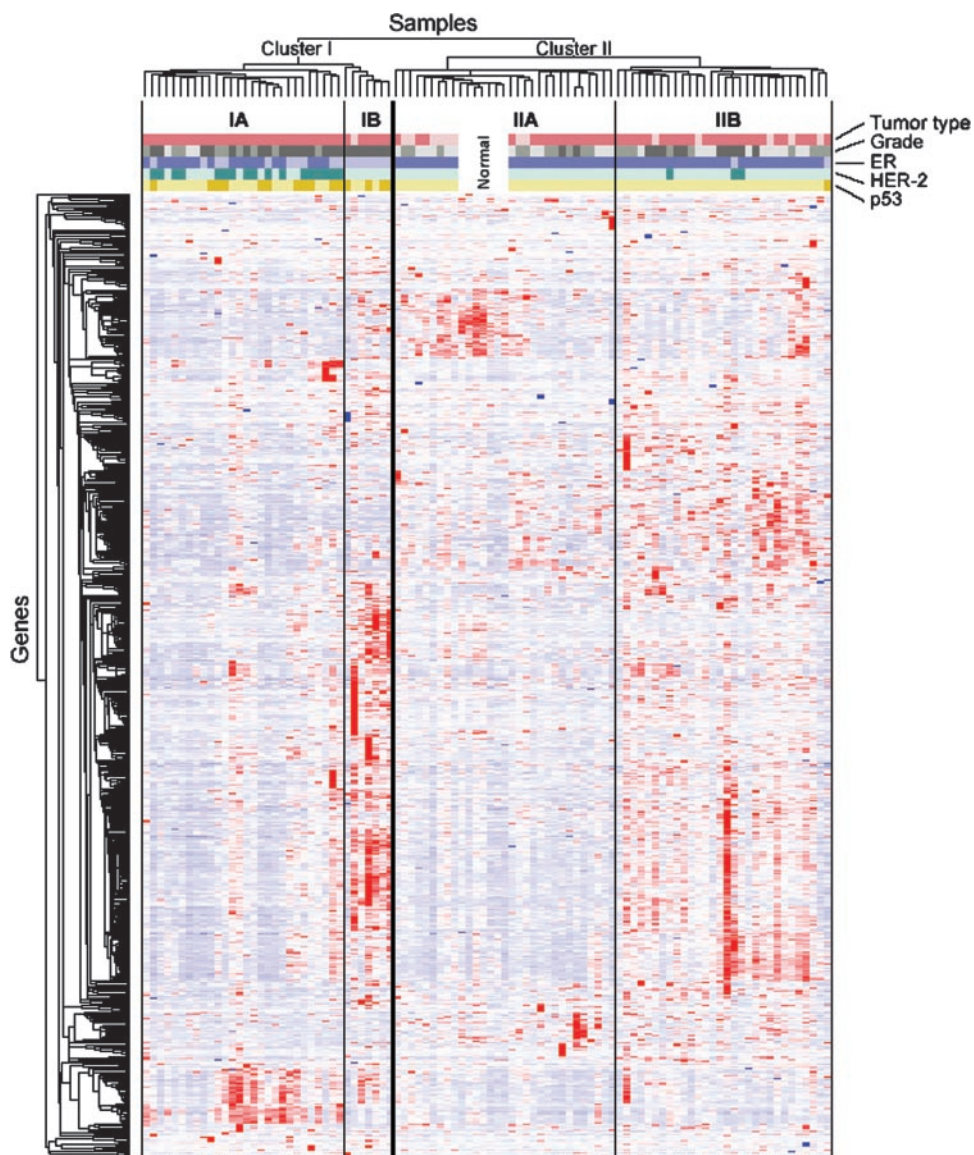 Samples
Cluster I Cluster II
IA IB IIA IIB
Normal
Tumor type
Grade
ER
HER-2
p53
Genes